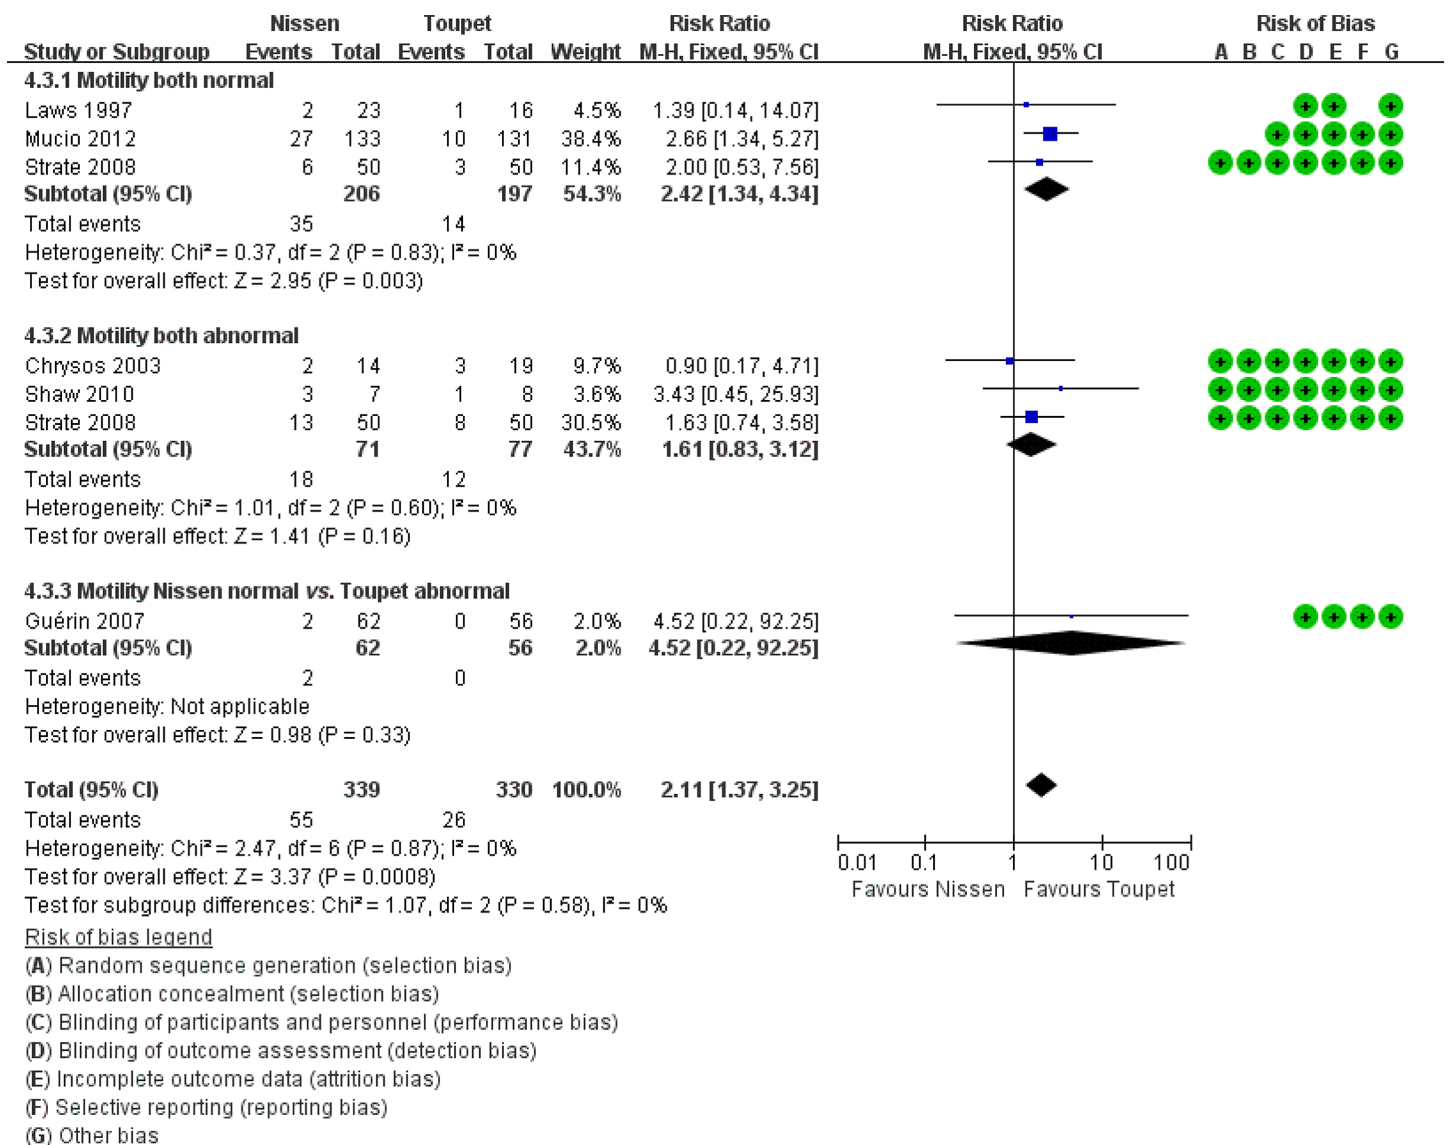 Nissen Toupet Risk Ratio Risk Ratio Risk of Bias
Study or Subgroup Events Total Events Total Weight M-H, Fixed, 95% CI M-H, Fixed, 95% CI A B C D E F G
4.3.1 Motility both normal
Laws 1997 2 23 1 16 4.5% 1.39 [0.14, 14.07] + + +
Mucio 2012 27 133 10 131 38.4% 2.66 [1.34, 5.27] + + + + +
Strate 2008 6 50 3 50 11.4% 2.00 [0.53, 7.56] + + + + + + +
Subtotal (95% CI) 206 197 54.3% 2.42 [1.34, 4.34]
Total events 35 14
Heterogeneity: Chi² = 0.37, df = 2 (P = 0.83); I² = 0%
Test for overall effect: Z = 2.95 (P = 0.003)
4.3.2 Motility both abnormal
Chrysos 2003 2 14 3 19 9.7% 0.90 [0.17, 4.71] + + + + + + +
Shaw 2010 3 7 1 8 3.6% 3.43 [0.45, 25.93] + + + + + + +
Strate 2008 13 50 8 50 30.5% 1.63 [0.74, 3.58] + + + + + + +
Subtotal (95% CI) 71 77 43.7% 1.61 [0.83, 3.12]
Total events 18 12
Heterogeneity: Chi² = 1.01, df = 2 (P = 0.60); I² = 0%
Test for overall effect: Z = 1.41 (P = 0.16)
4.3.3 Motility Nissen normal vs. Toupet abnormal
Guérin 2007 2 62 0 56 2.0% 4.52 [0.22, 92.25] + + + +
Subtotal (95% CI) 62 56 2.0% 4.52 [0.22, 92.25]
Total events 2 0
Heterogeneity: Not applicable
Test for overall effect: Z = 0.98 (P = 0.33)
Total (95% CI) 339 330 100.0% 2.11 [1.37, 3.25]
Total events 55 26
Heterogeneity: Chi² = 2.47, df = 6 (P = 0.87); I² = 0%
Test for overall effect: Z = 3.37 (P = 0.0008)
Test for subgroup differences: Chi² = 1.07, df = 2 (P = 0.58), I² = 0%
0.01 0.1 1 10 100
Favours Nissen Favours Toupet
Risk of bias legend
(A) Random sequence generation (selection bias)
(B) Allocation concealment (selection bias)
(C) Blinding of participants and personnel (performance bias)
(D) Blinding of outcome assessment (detection bias)
(E) Incomplete outcome data (attrition bias)
(F) Selective reporting (reporting bias)
(G) Other bias